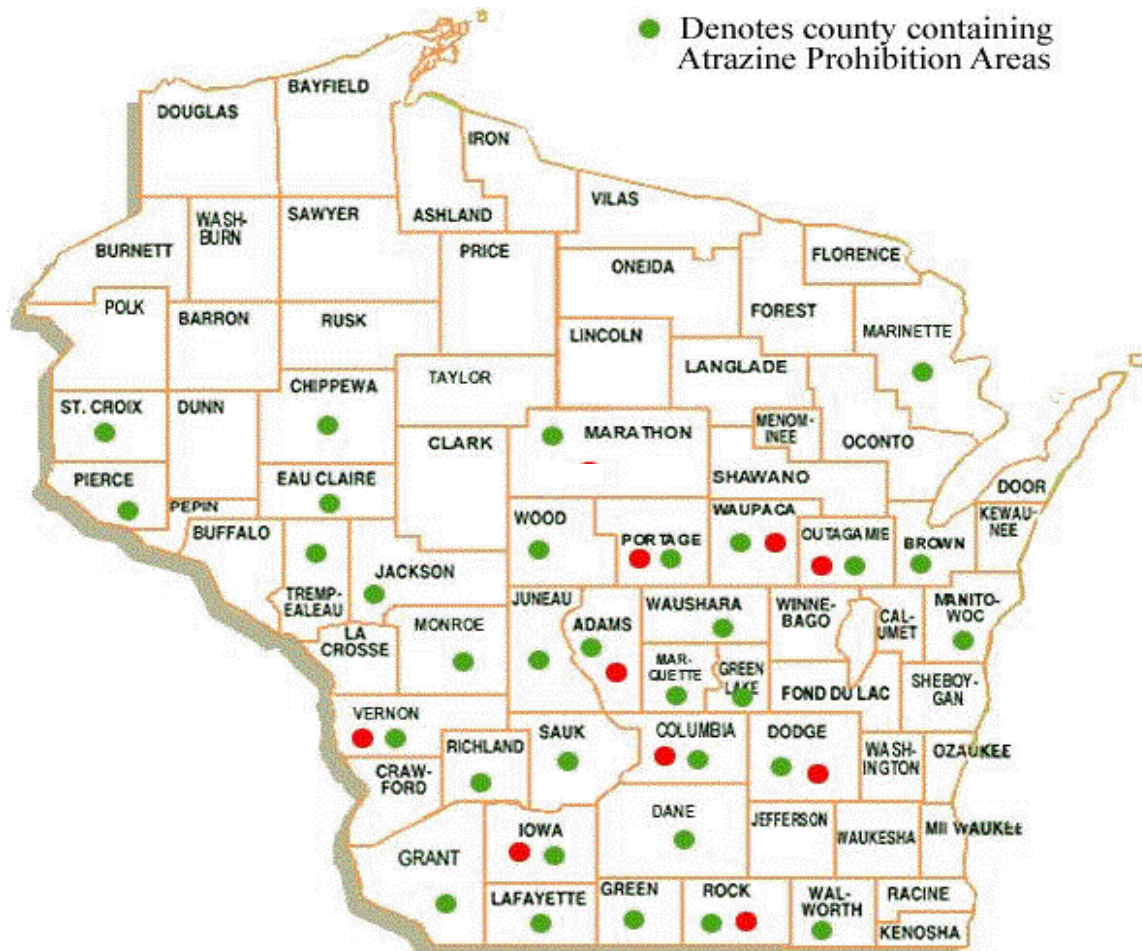 Denotes county containing
Atrazine Prohibition Areas
BAYFIELD
DOUGLAS
IRON
VILAS
ASHLAND
SAWYER
WASH-
BURN
BURNETT
PRICE
FLORENCE
ONEIDA
POLK
BARRON
RUSK
FOREST
MARINETTE
LINCOLN
LANGLADE
TAYLOR
CHIPPEWA
ST. CROIX
DUNN
MENOM-
INEE
MARATHON
CLARK
OCONTO
PIERCE
EAU CLAIRE
SHAWANO
DOOR
PEPIN
WAUPACA
KEWAU-
NEE
BUFFALO
WOOD
PORTAGE
OUTAGAMIE
BROWN
JACKSON
TREMP-
EALEAU
JUNEAU
ADAMS
WAUSHARA
WINNE-
BAGO
CAL-
UMET
MANITO-
WOC
LA
CROSSE
MONROE
MAR-
QUETTE
GREEN
LAKE
FOND DU LAC
SHEBOY-
GAN
VERNON
RICHLAND
SAUK
COLUMBIA
DODGE
WASH-
INGTON
OZAUKEE
CRAW-
FORD
DANE
JEFFERSON
WAUKESHA
MILWAUKEE
IOWA
GRANT
LAFAYETTE
GREEN
ROCK
WAL-
WORTH
RACINE
KENOSHA